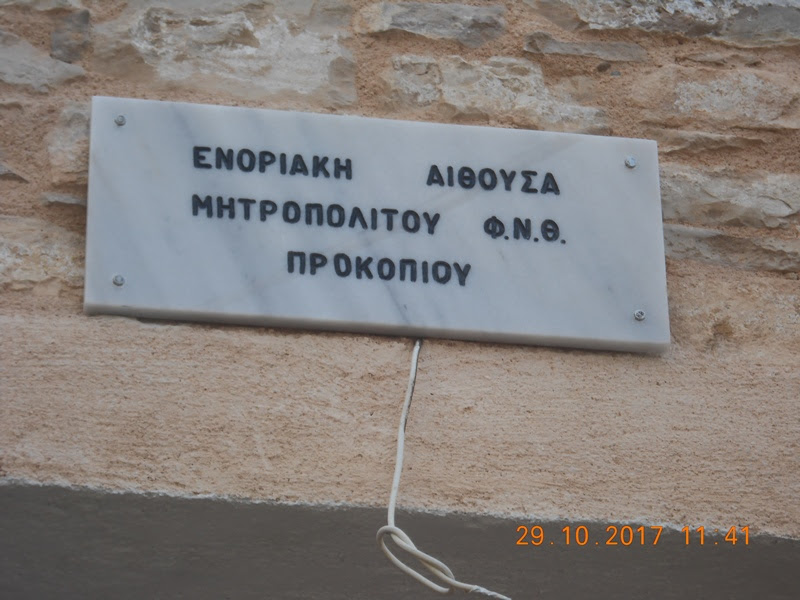 ΕΝΟΡΙΑΚΗ ΑΙΘΟΥΣΑ
ΜΗΤΡΟΠΟΛΙΤΟΥ Φ.Ν.Θ.
ΠΡΟΚΟΠΙΟΥ
29.10.2017 11:41